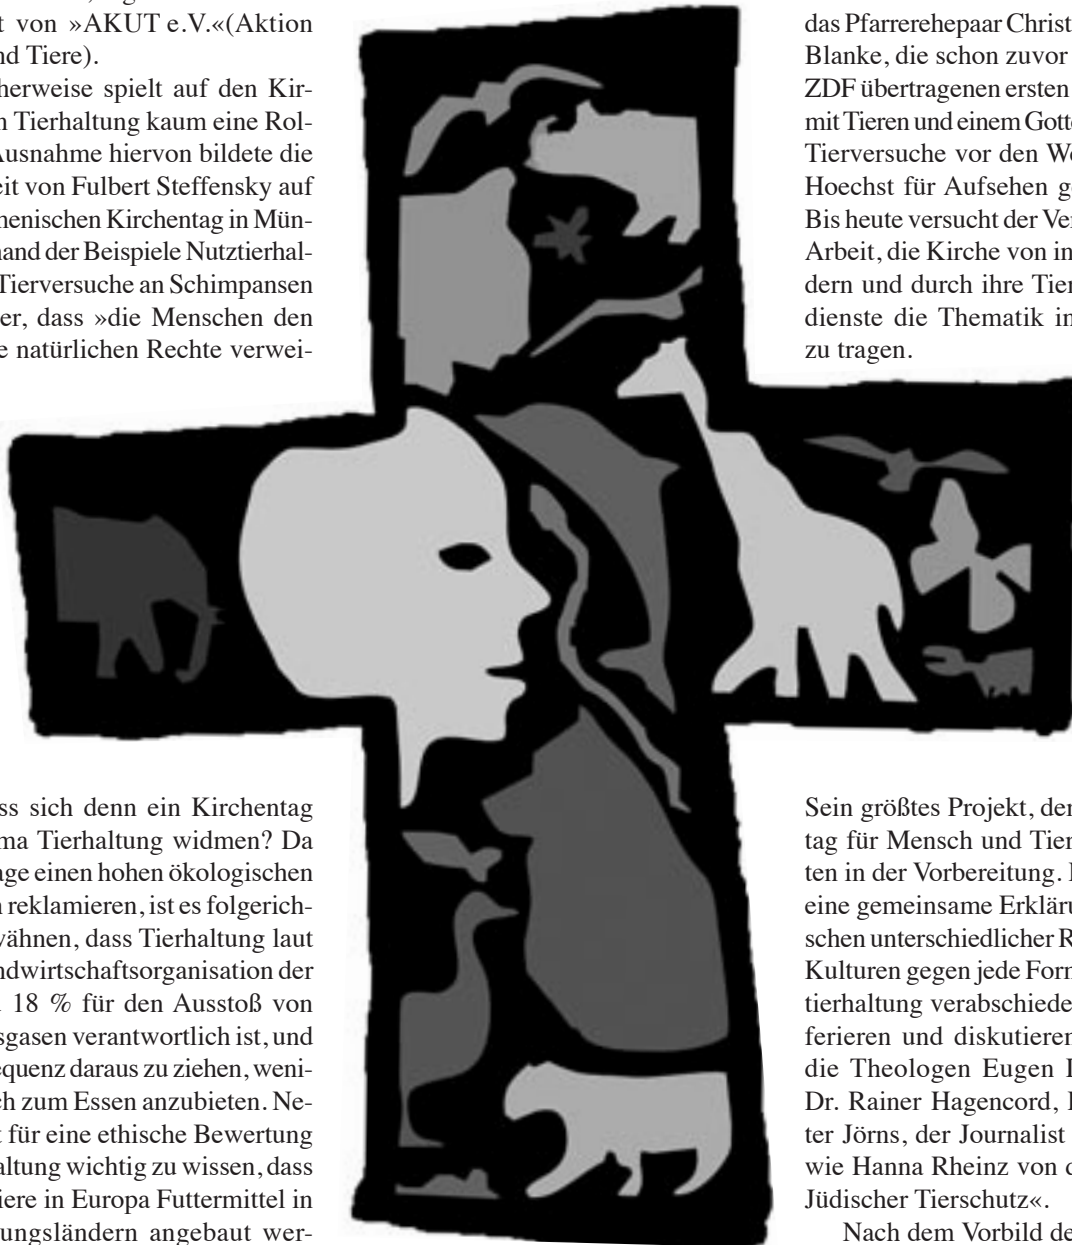 t von »AKUT e.V.«(Aktion
nd Tiere).
herweise spielt auf den Kir-
n Tierhaltung kaum eine Rol-
Ausnahme hiervon bildete die
eit von Fulbert Steffensky auf
menischen Kirchentag in Mün-
hand der Beispiele Nutztierhal-
Tierversuche an Schimpansen
er, dass »die Menschen den
e natürlichen Rechte verwei-
ss sich denn ein Kirchentag
ma Tierhaltung widmen? Da
age einen hohen ökologischen
n reklamieren, ist es folgerich-
wähnen, dass Tierhaltung laut
ndwirtschaftsorganisation der
18 % für den Ausstoß von
sgasen verantwortlich ist, und
equenz daraus zu ziehen, weni-
ch zum Essen anzubieten. Ne-
t für eine ethische Bewertung
altung wichtig zu wissen, dass
iere in Europa Futtermittel in
ungsländern angebaut wer-
das Pfarrerehepaar Christ
Blanke, die schon zuvor
ZDF übertragenen ersten
mit Tieren und einem Gott
Tierversuche vor den We
Hoechst für Aufsehen g
Bis heute versucht der Ver
Arbeit, die Kirche von in
dern und durch ihre Tier
dienste die Thematik in
zu tragen.
Sein größtes Projekt, der
tag für Mensch und Tier
ten in der Vorbereitung.
eine gemeinsame Erkläru
schen unterschiedlicher R
Kulturen gegen jede Form
tierhaltung verabschiede
ferieren und diskutieren
die Theologen Eugen
Dr. Rainer Hagencord,
ter Jörns, der Journalist
wie Hanna Rheinz von d
Jüdischer Tierschutz«.
Nach dem Vorbild de